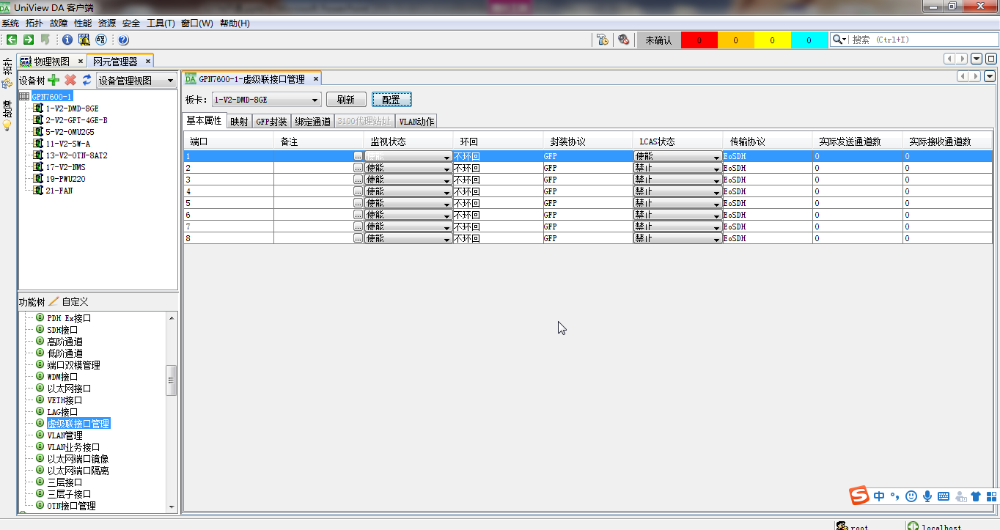 DA UniView DA 客户端
系统 拓扑 故障 性能 资源 安全 工具(T) 窗口(W) 帮助(H)
未确认 0 0 0 0 搜索 (Ctrl+I)
拓扑
故障
物理视图 × 网元管理器 ×
设备树 设备管理视图
GPN7600-1
1-V2-DMD-8GE
2-V2-GFT-4GE-B
5-V2-OMU2G5
11-V2-SW-A
13-V2-OTN-8AT2
17-V2-NMS
19-PWU220
21-FAN
功能树 自定义
PDH Ex接口
SDH接口
高阶通道
低阶通道
端口双模管理
WDM接口
以太网接口
VETH接口
LAG接口
虚级联接口管理
VLAN管理
VLAN业务接口
以太网端口镜像
以太网端口隔离
三层接口
三层子接口
OTN接口管理
DA GPN7600-1-虚级联接口管理 ×
板卡: 1-V2-DMD-8GE 刷新 配置
基本属性 映射 GFP封装 绑定通道 3100代理站址 VLAN动作
端口 备注 监视状态 环回 封装协议 LCAS状态 传输协议 实际发送通道数 实际接收通道数
1 ... 使能 不环回 GFP 使能 EoSDH 0 0
2 ... 使能 不环回 GFP 禁止 EoSDH 0 0
3 ... 使能 不环回 GFP 禁止 EoSDH 0 0
4 ... 使能 不环回 GFP 禁止 EoSDH 0 0
5 ... 使能 不环回 GFP 禁止 EoSDH 0 0
6 ... 使能 不环回 GFP 禁止 EoSDH 0 0
7 ... 使能 不环回 GFP 禁止 EoSDH 0 0
8 ... 使能 不环回 GFP 禁止 EoSDH 0 0
S 中 °,
root localhost